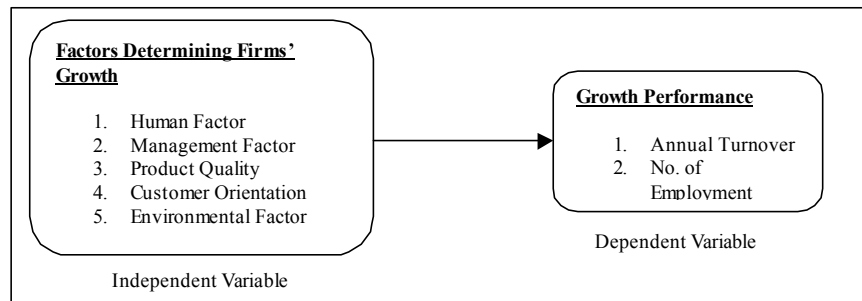 Factors Determining Firms'
Growth
1. Human Factor
2. Management Factor
3. Product Quality
4. Customer Orientation
5. Environmental Factor
Independent Variable
Growth Performance
1. Annual Turnover
2. No. of
Employment
Dependent Variable